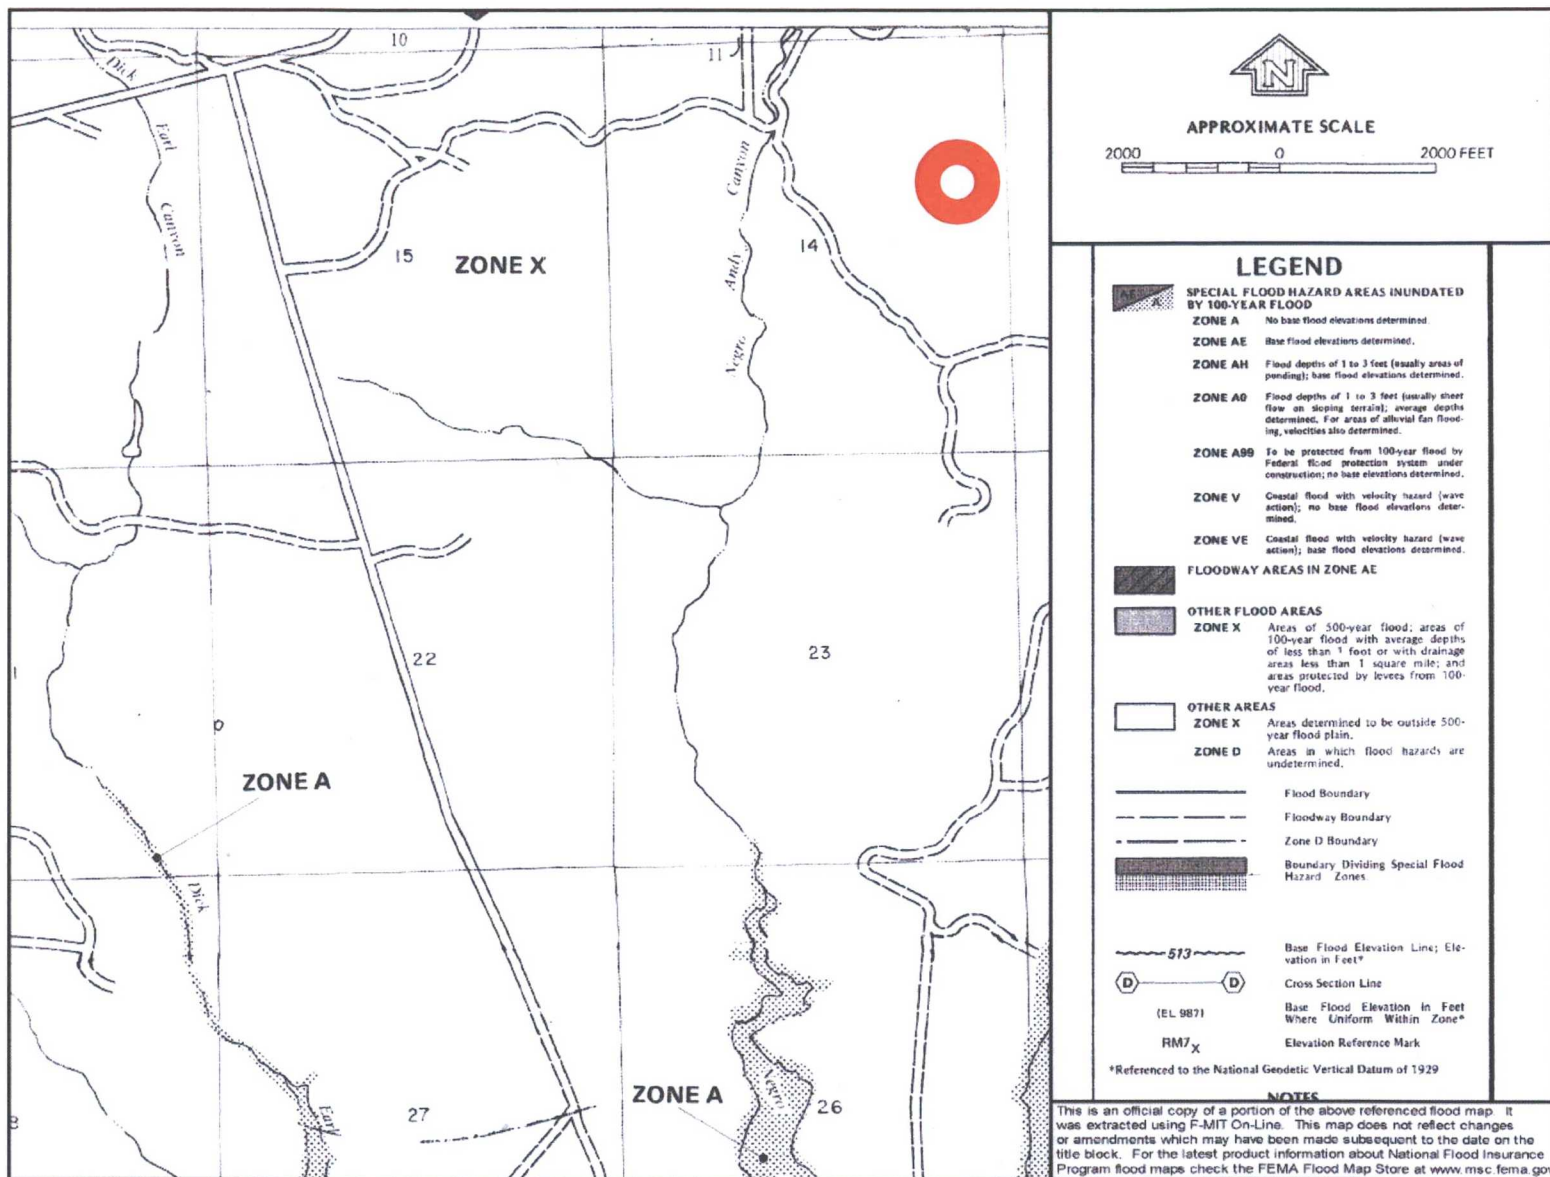 10
11
Dick
Earl
Canyon
Canyon
Andy
Negro
14
15
ZONE X
22
23
ZONE A
Dick
Earl
27
ZONE A
Negro
26
8
N
APPROXIMATE SCALE
2000 0 2000 FEET
LEGEND
AE
A
SPECIAL FLOOD HAZARD AREAS INUNDATED
BY 100-YEAR FLOOD
ZONE A No base flood elevations determined.
ZONE AE Base flood elevations determined.
ZONE AH Flood depths of 1 to 3 feet (usually areas of
ponding); base flood elevations determined.
ZONE AO Flood depths of 1 to 3 feet (usually sheet
flow on sloping terrain); average depths
determined. For areas of alluvial fan flood-
ing, velocities also determined.
ZONE A99 To be protected from 100-year flood by
Federal flood protection system under
construction; no base elevations determined.
ZONE V Coastal flood with velocity hazard (wave
action); no base flood elevations deter-
mined.
ZONE VE Coastal flood with velocity hazard (wave
action); base flood elevations determined.
FLOODWAY AREAS IN ZONE AE
OTHER FLOOD AREAS
ZONE X Areas of 500-year flood; areas of
100-year flood with average depths
of less than 1 foot or with drainage
areas less than 1 square mile; and
areas protected by levees from 100-
year flood.
OTHER AREAS
ZONE X Areas determined to be outside 500-
year flood plain.
ZONE D Areas in which flood hazards are
undetermined.
Flood Boundary
Floodway Boundary
Zone D Boundary
Boundary Dividing Special Flood
Hazard Zones
513 Base Flood Elevation Line; Ele-
vation in Feet*
D D Cross Section Line
(EL 987) Base Flood Elevation in Feet
Where Uniform Within Zone*
RM7X Elevation Reference Mark
*Referenced to the National Geodetic Vertical Datum of 1929
NOTES
This is an official copy of a portion of the above referenced flood map. It
was extracted using F-MIT On-Line. This map does not reflect changes
or amendments which may have been made subsequent to the date on the
title block. For the latest product information about National Flood Insurance
Program flood maps check the FEMA Flood Map Store at www.msc.fema.gov